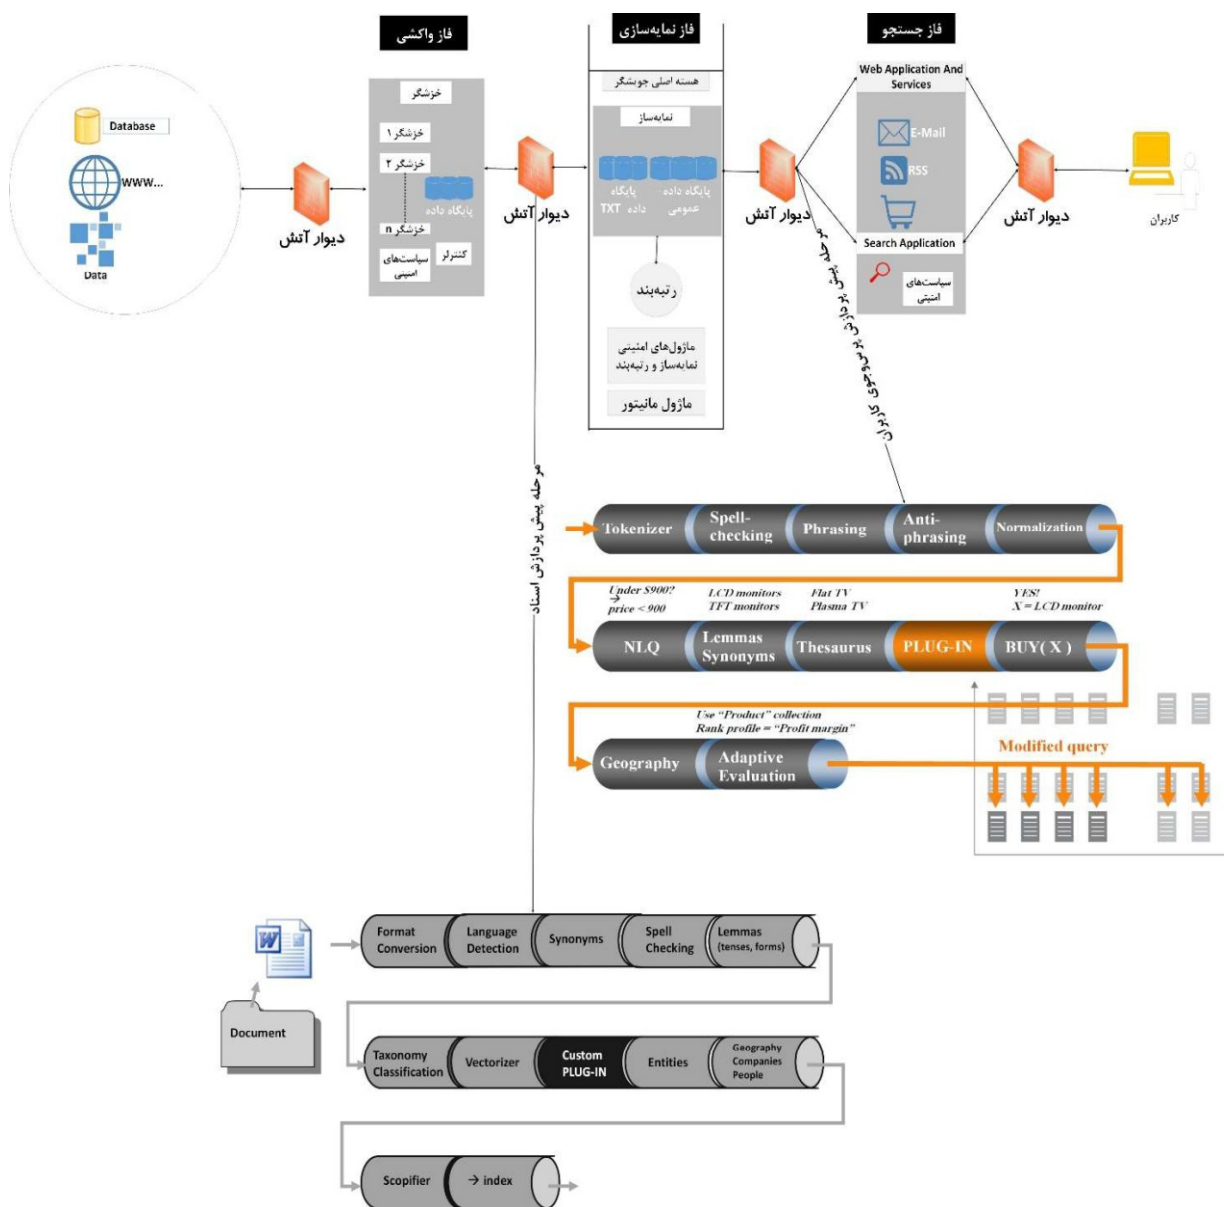 فاز واکشی
فاز نمایه‌سازی
فاز جستجو
Database
WWW...
Data
دیوار آتش
خزشگر
خزشگر ۱
خزشگر ۲
خزشگر n
پایگاه داده
کنترلر
سیاست‌های
امنیتی
دیوار آتش
هسته اصلی جویشگر
نمایه‌ساز
پایگاه
داده TXT
پایگاه داده
عمومی
رتبه‌بند
ماژول‌های امنیتی
نمایه‌ساز و رتبه‌بند
ماژول مانیتور
دیوار آتش
Web Application And
Services
E-Mail
RSS
Search Application
سیاست‌های
امنیتی
دیوار آتش
کاربران
مرحله پیش پردازش پرس‌وجوی کاربران
مرحله پیش پردازش اسناد
Tokenizer
Spell-
checking
Phrasing
Anti-
phrasing
Normalization
Under $900?
→
price < 900
LCD monitors
TFT monitors
Flat TV
Plasma TV
YES!
X = LCD monitor
NLQ
Lemmas
Synonyms
Thesaurus
PLUG-IN
BUY( X )
Use “Product” collection
Rank profile = “Profit margin”
Geography
Adaptive
Evaluation
Modified query
Document
Format
Conversion
Language
Detection
Synonyms
Spell
Checking
Lemmas
(tenses, forms)
Taxonomy
Classification
Vectorizer
Custom
PLUG-IN
Entities
Geography
Companies
People
Scopifier
→ index